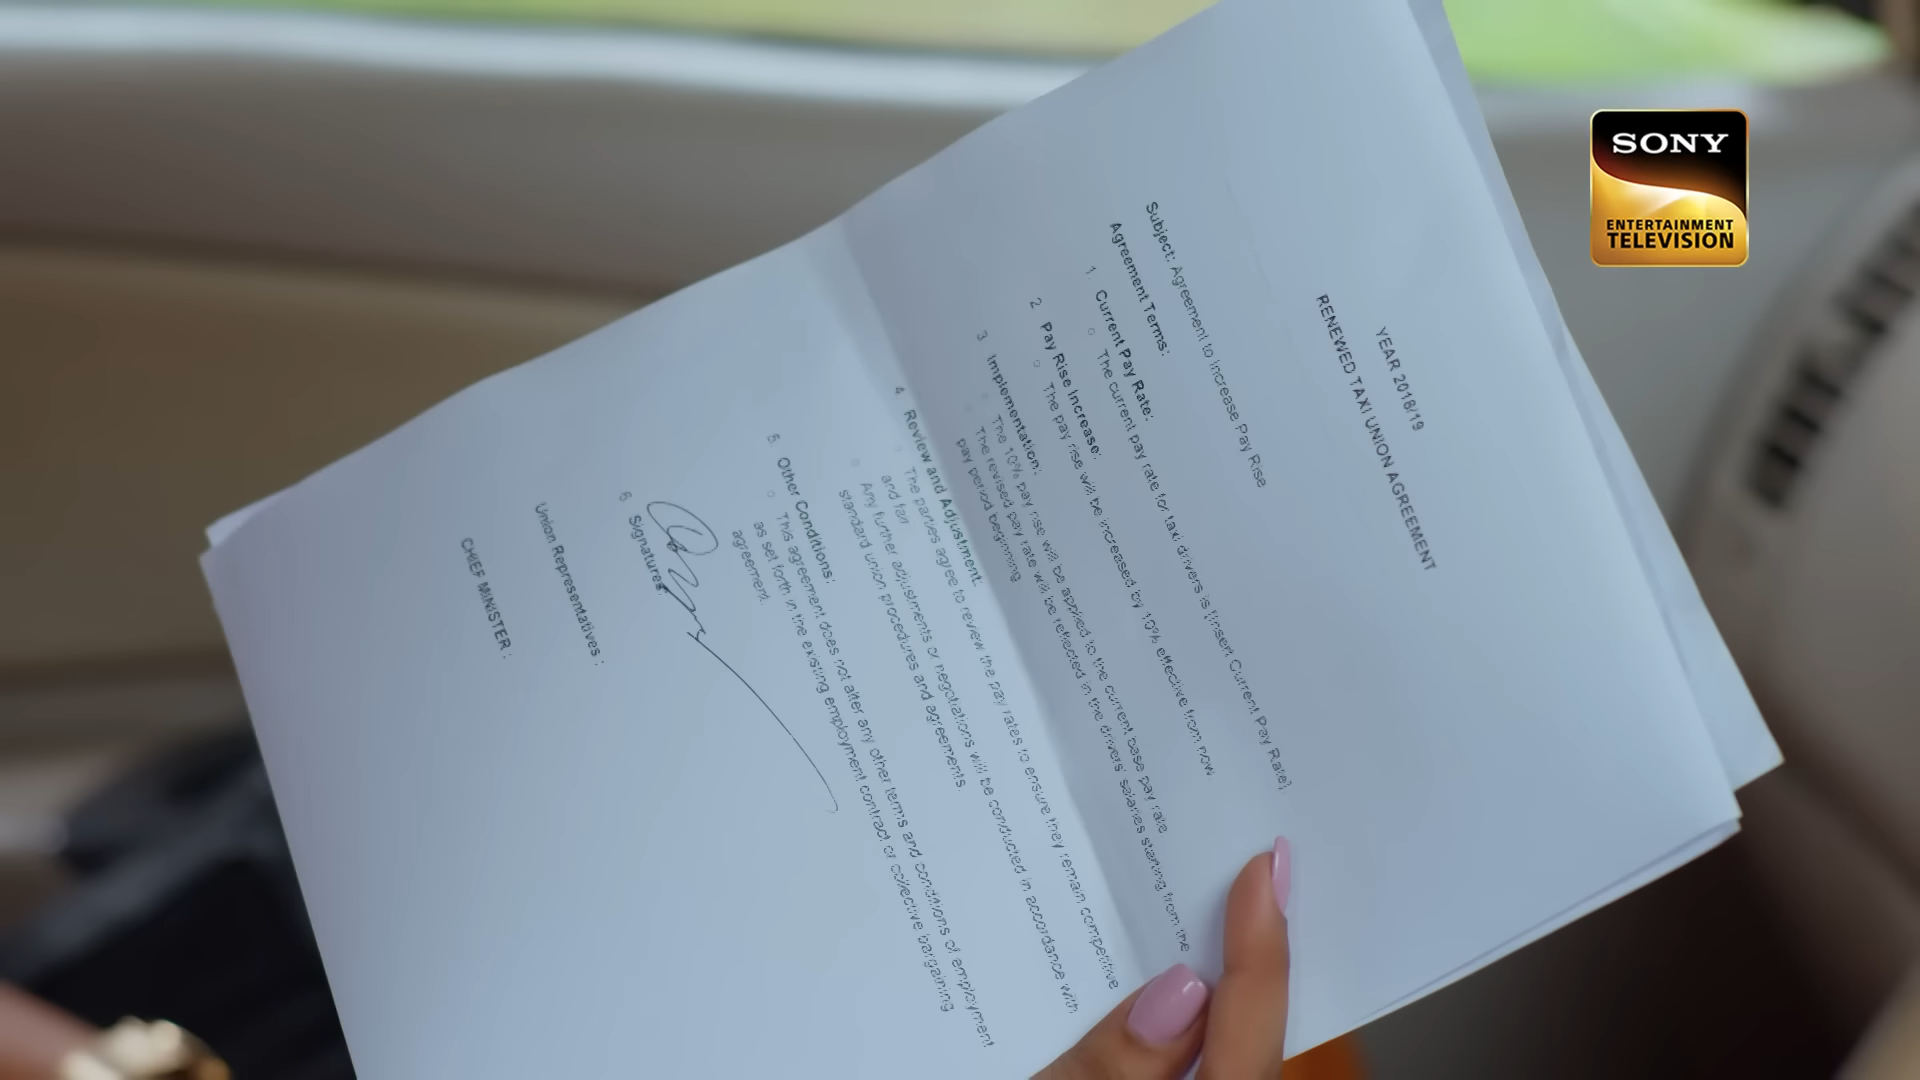 YEAR 2018/19
RENEWED TAXI UNION AGREEMENT
Subject: Agreement to Increase Pay Rise
Agreement Terms:
1. Current Pay Rate:
○ The current pay rate for taxi drivers is [Insert Current Pay Rate]
2 Pay Rise Increase:
○ The pay rise will be increased by 10% effective from now
3 Implementation:
The 10% pay rise will be applied to the current base pay rate
The revised pay rate will be reflected in the drivers' salaries starting from the
pay period beginning
4. Review and Adjustment.
○ The parties agree to review the pay rates to ensure they remain competitive
and fair
○ Any further adjustments or negotiations will be conducted in accordance with
standard union procedures and agreements.
5. Other Conditions:
○ This agreement does not alter any other terms and conditions of employment
as set forth in the existing employment contract or collective bargaining
agreement.
6 Signatures:
Union Representatives :
CHIEF MINISTER :
SONY
ENTERTAINMENT
TELEVISION